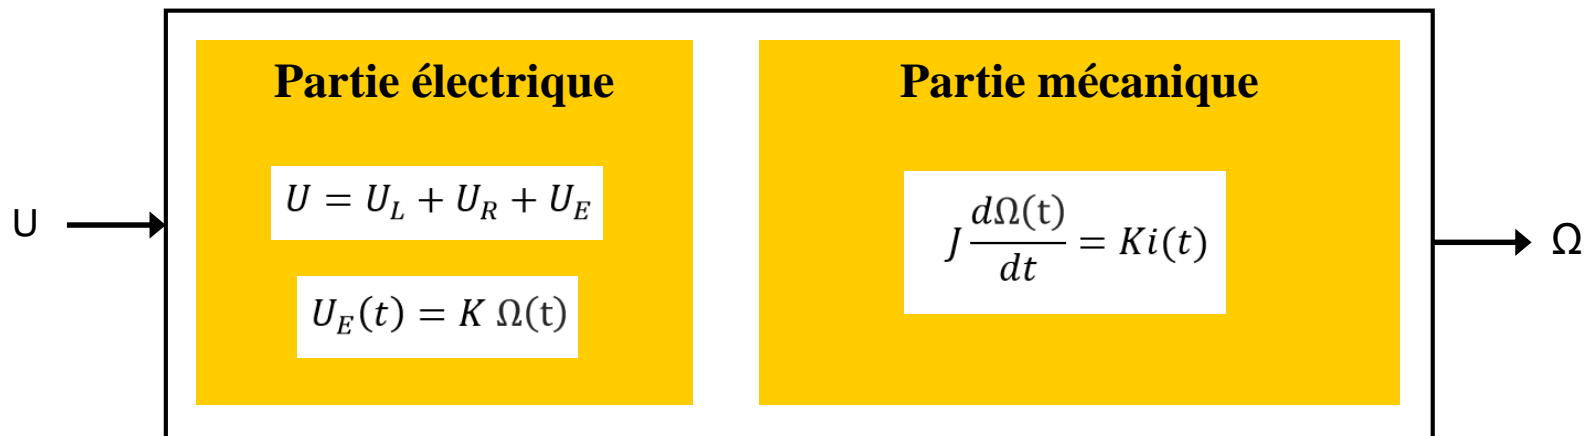 Partie électrique
Partie mécanique
U = U_L + U_R + U_E
U
J dΩ(t)/dt = Ki(t)
Ω
U_E(t) = K Ω(t)